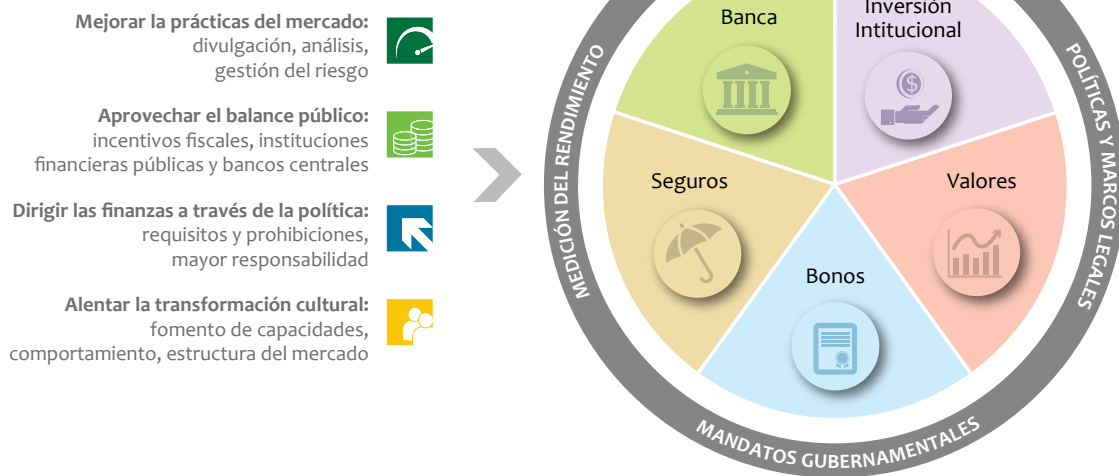 Mejorar la prácticas del mercado:
divulgación, análisis,
gestión del riesgo
Aprovechar el balance público:
incentivos fiscales, instituciones
financieras públicas y bancos centrales
Dirigir las finanzas a través de la política:
requisitos y prohibiciones,
mayor responsabilidad
Alentar la transformación cultural:
fomento de capacidades,
comportamiento, estructura del mercado
MEDICIÓN DEL RENDIMIENTO
Banca
Inversión
Intitucional
$
Seguros
Valores
Bonos
POLÍTICAS Y MARCOS LEGALES
MANDATOS GUBERNAMENTALES